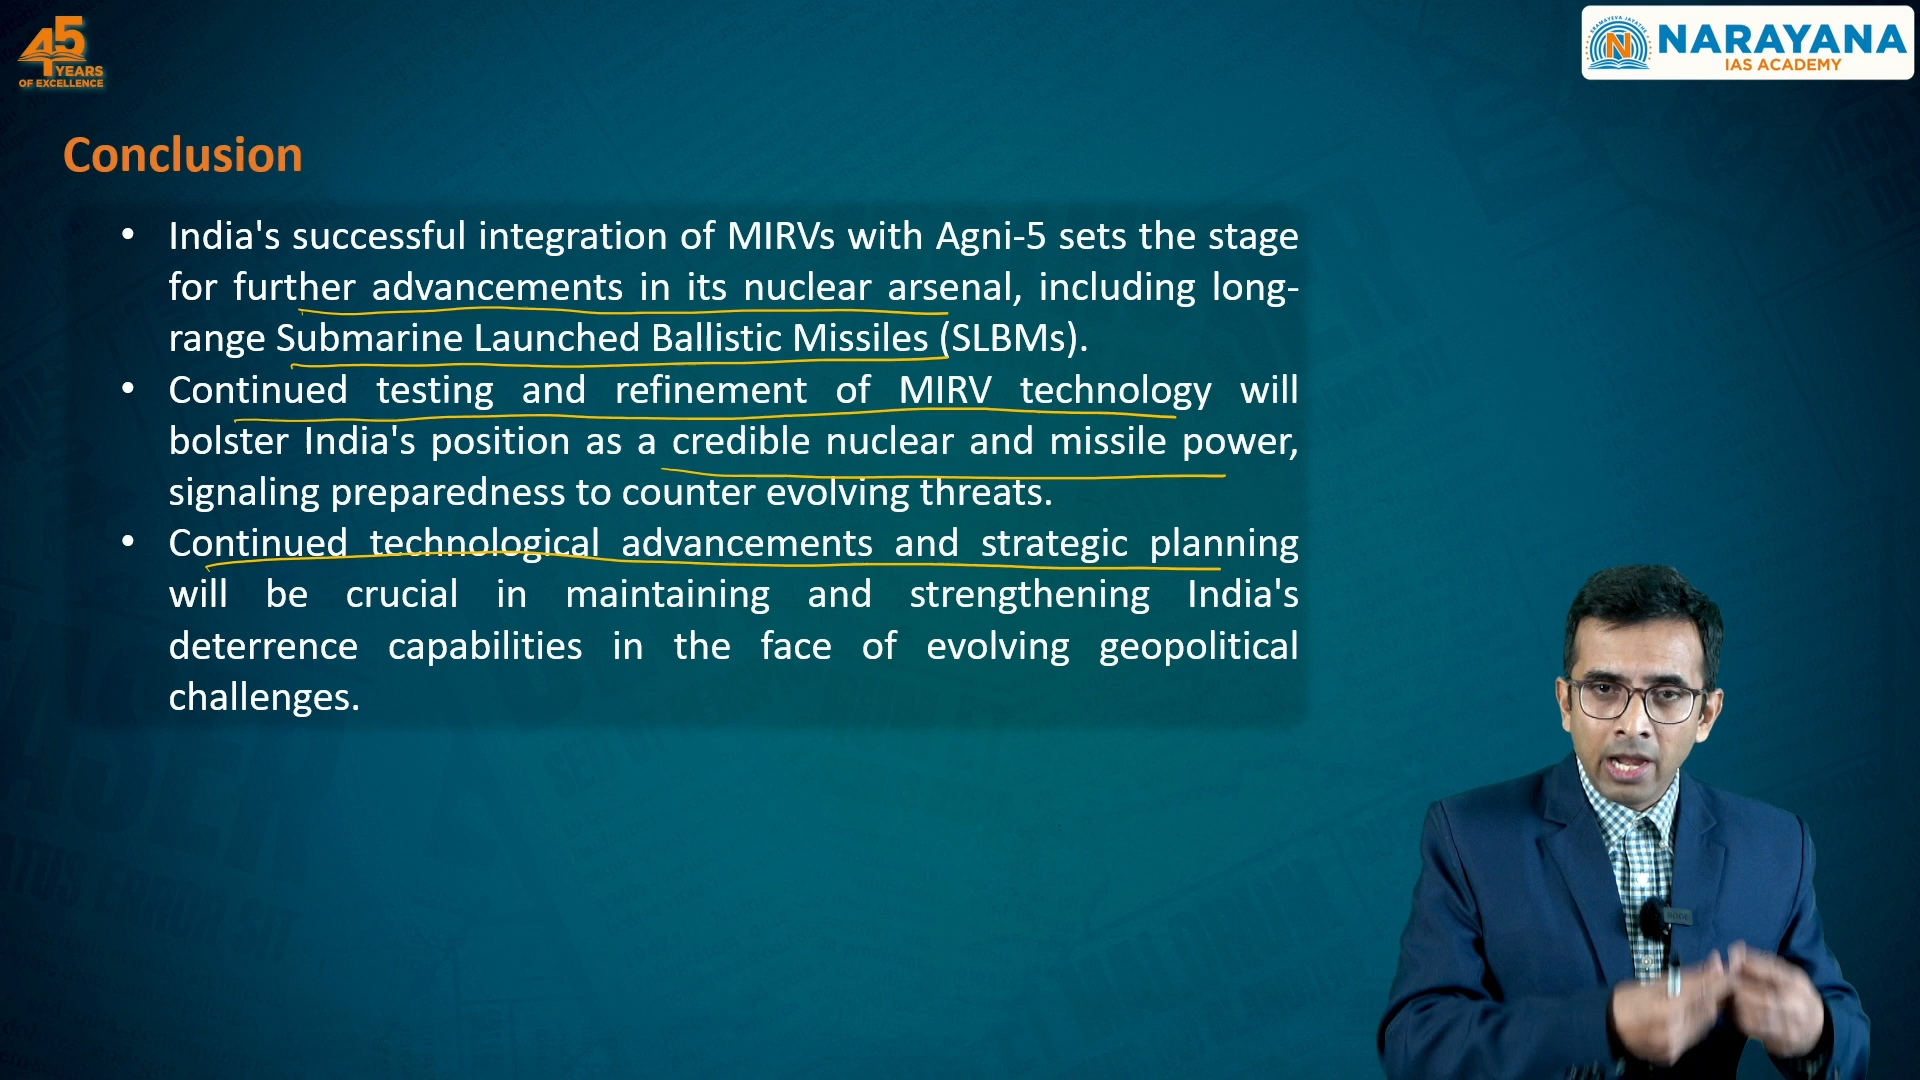 45
YEARS
OF EXCELLENCE
NARAYANA
IAS ACADEMY
Conclusion
• India's successful integration of MIRVs with Agni-5 sets the stage
for further advancements in its nuclear arsenal, including long-
range Submarine Launched Ballistic Missiles (SLBMs).
• Continued testing and refinement of MIRV technology will
bolster India's position as a credible nuclear and missile power,
signaling preparedness to counter evolving threats.
• Continued technological advancements and strategic planning
will be crucial in maintaining and strengthening India's
deterrence capabilities in the face of evolving geopolitical
challenges.